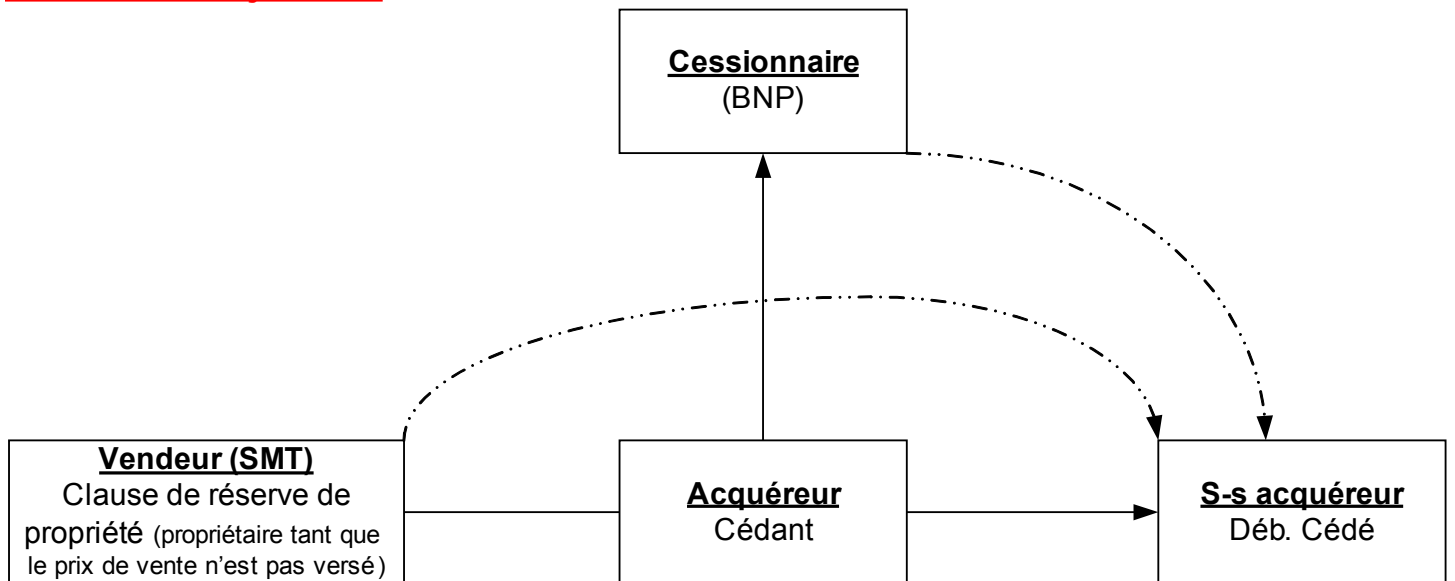 Cessionnaire
(BNP)
Vendeur (SMT)
Clause de réserve de
propriété (propriétaire tant que
le prix de vente n'est pas versé)
Acquéreur
Cédant
S-s acquéreur
Déb. Cédé